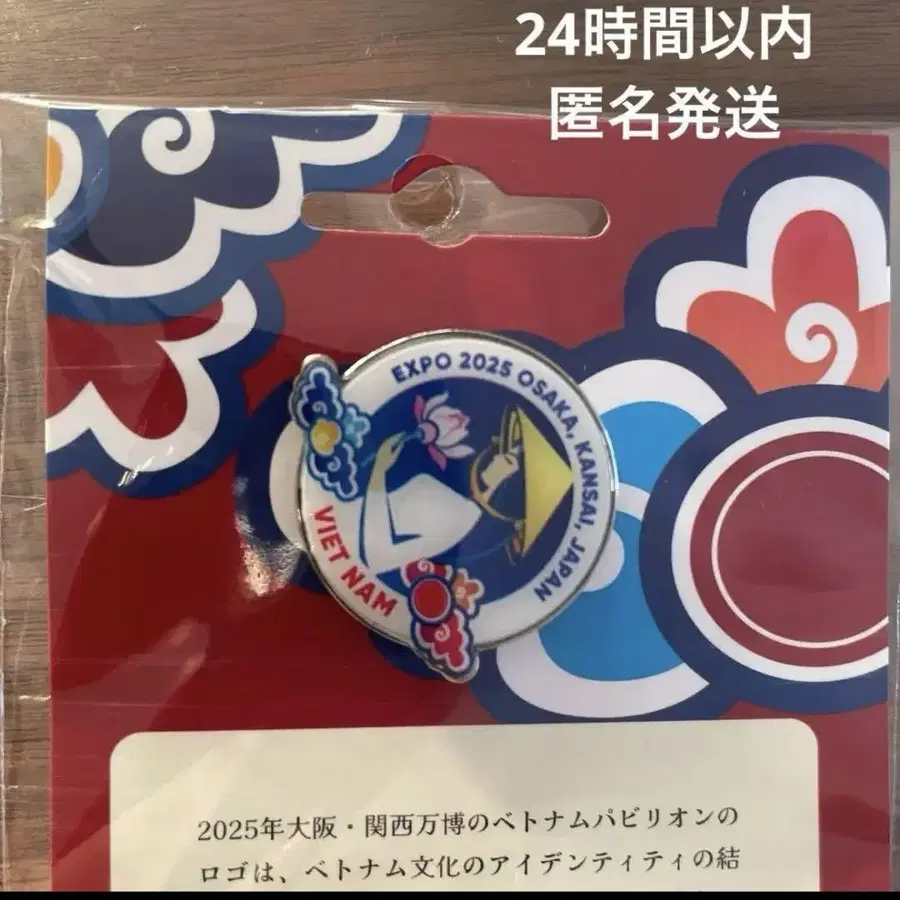 24時間以内
匿名発送
EXPO 2025 OSAKA, KANSAI, JAPAN
VIET NAM
2025年大阪・関西万博のベトナムパビリオンの
ロゴは、ベトナム文化のアイデンティティの結